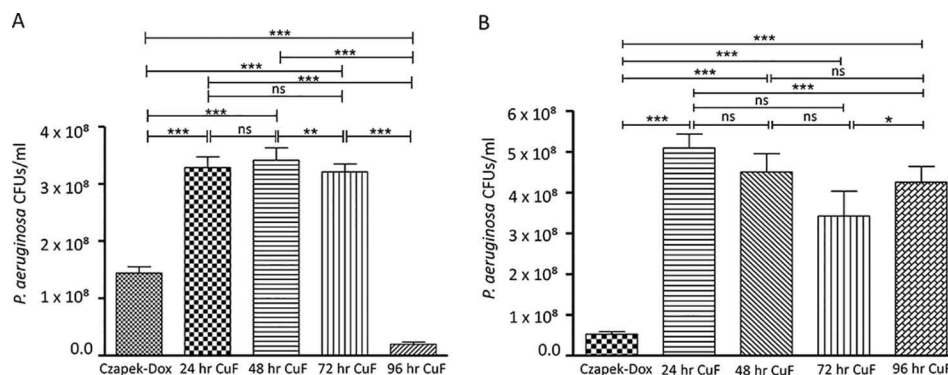 A
***
***
***
***
ns
***
***
ns
**
***
4 x 10⁸
3 x 10⁸
2 x 10⁸
1 x 10⁸
0.0
P. aeruginosa CFUs/ml
Czapek-Dox 24 hr CuF 48 hr CuF 72 hr CuF 96 hr CuF
B
***
***
*** ns
***
ns
*** ns ns *
6 x 10⁸
5 x 10⁸
4 x 10⁸
3 x 10⁸
2 x 10⁸
1 x 10⁸
0.0
P. aeruginosa CFUs/ml
Czapek-Dox 24 hr CuF 48 hr CuF 72 hr CuF 96 hr CuF